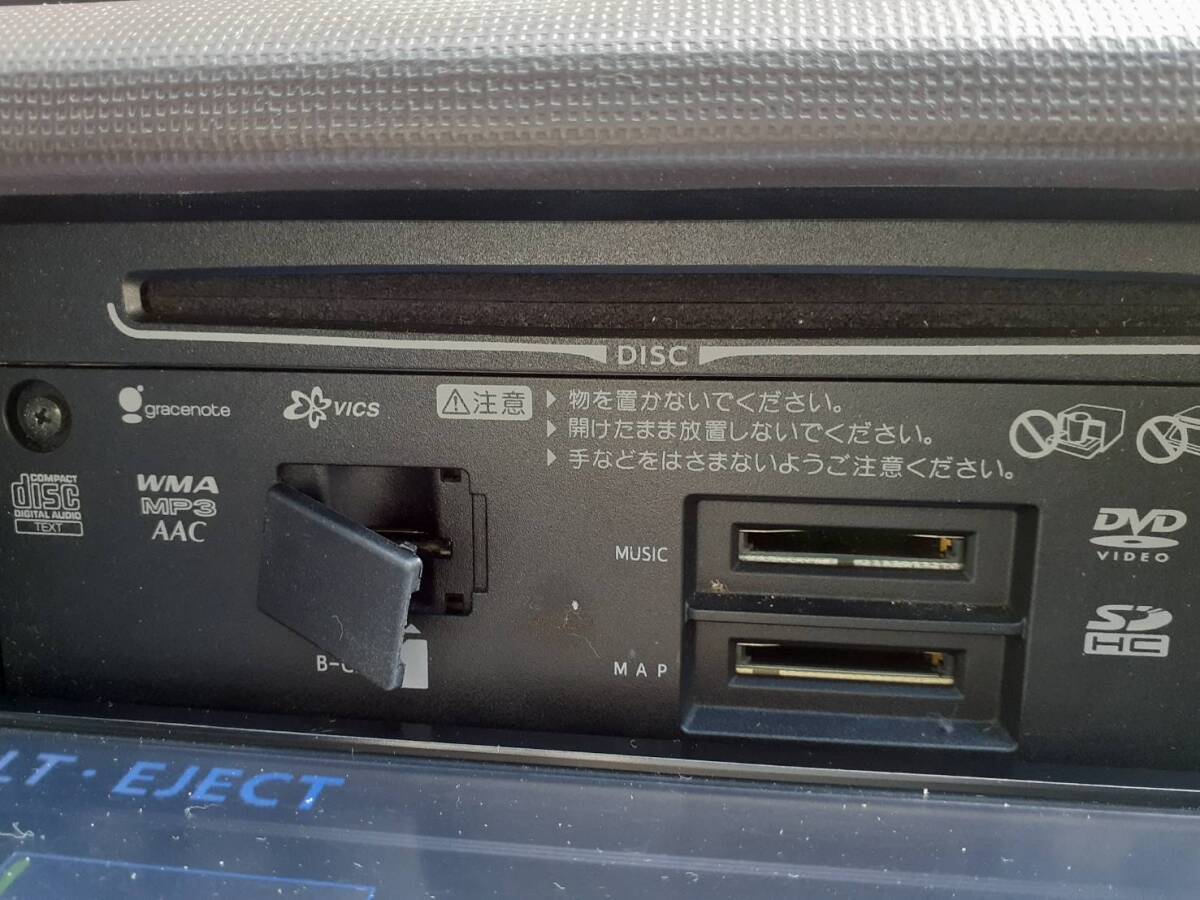 DISC
gracenote
VICS
注意
物を置かないでください。
開けたまま放置しないでください。
手などをはさまないようご注意ください。
COMPACT
disc
DIGITAL AUDIO
TEXT
WMA
MP3
AAC
MUSIC
DVD
VIDEO
MAP
SD
HC
LT・EJECT